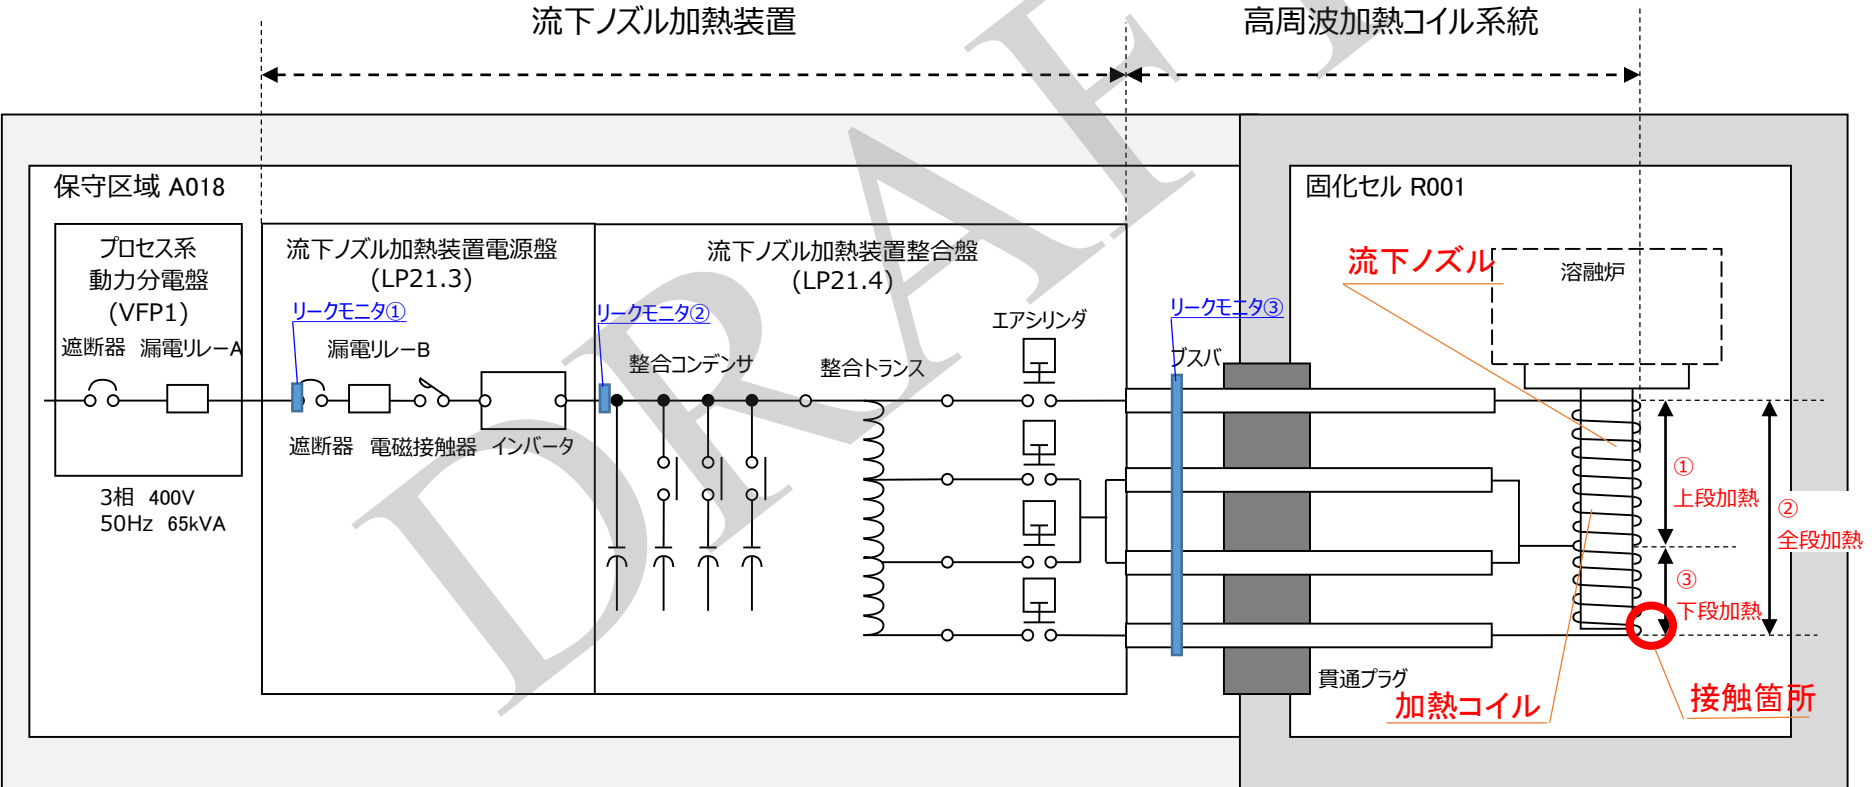 流下ノズル加熱装置
高周波加熱コイル系統
保守区域 A018
固化セル R001
プロセス系
動力分電盤
(VFP1)
遮断器 漏電リレーA
3相 400V
50Hz 65kVA
流下ノズル加熱装置電源盤
(LP21.3)
リークモニタ①
漏電リレーB
遮断器 電磁接触器 インバータ
流下ノズル加熱装置整合盤
(LP21.4)
リークモニタ②
整合コンデンサ
整合トランス
エアシリンダ
リークモニタ③
ブスバ
貫通プラグ
流下ノズル
溶融炉
①
上段加熱
②
全段加熱
③
下段加熱
加熱コイル
接触箇所
DRAFT